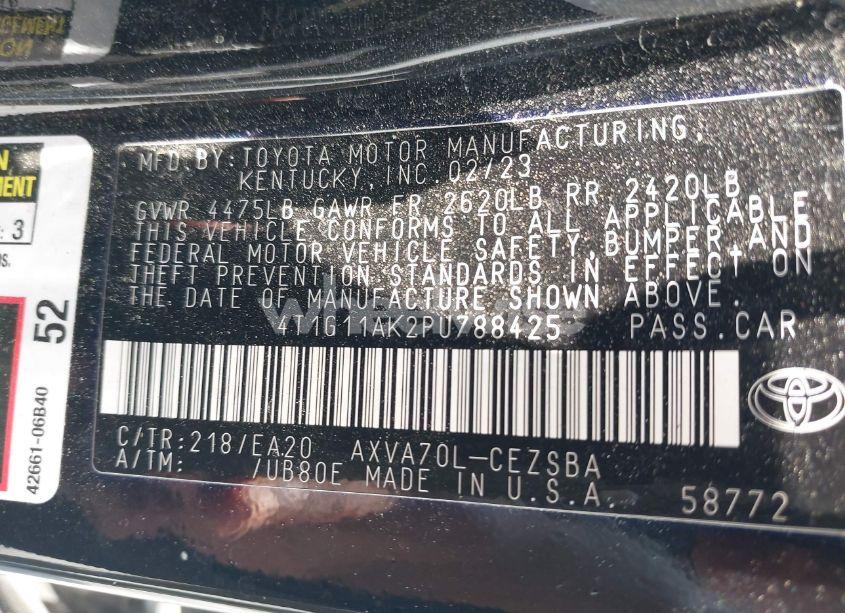 MFD.BY: TOYOTA MOTOR MANUFACTURING,
KENTUCKY, INC 02/23
GVWR 4475LB GAWR FR 2620LB RR 2420LB
THIS VEHICLE CONFORMS TO ALL APPLICABLE
FEDERAL MOTOR VEHICLE SAFETY, BUMPER, AND
THEFT PREVENTION STANDARDS IN EFFECT ON
THE DATE OF MANUFACTURE SHOWN ABOVE.
4T1G11AK2PU788425 PASS.CAR
C/TR:218/EA20 AXVA70L-CEZSBA
A/TM: /UB80E MADE IN U.S.A.
58772
52
42661-06B40
3